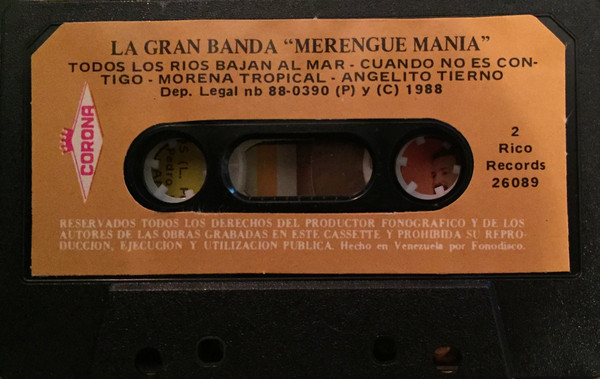 LA GRAN BANDA "MERENGUE MANIA"
TODOS LOS RIOS BAJAN AL MAR - CUANDO NO ES CON-
TIGO - MORENA TROPICAL - ANGELITO TIERNO
Dep. Legal nb 88-0390 (P) y (C) 1988
CORONA
2
Rico
Records
26089
RESERVADOS TODOS LOS DERECHOS DEL PRODUCTOR FONOGRAFICO Y DE LOS
AUTORES DE LAS OBRAS GRABADAS EN ESTE CASSETTE Y PROHIBIDA SU REPRO-
DUCCION, EJECUCION Y UTILIZACION PUBLICA. Hecho en Venezuela por Fonodisco.